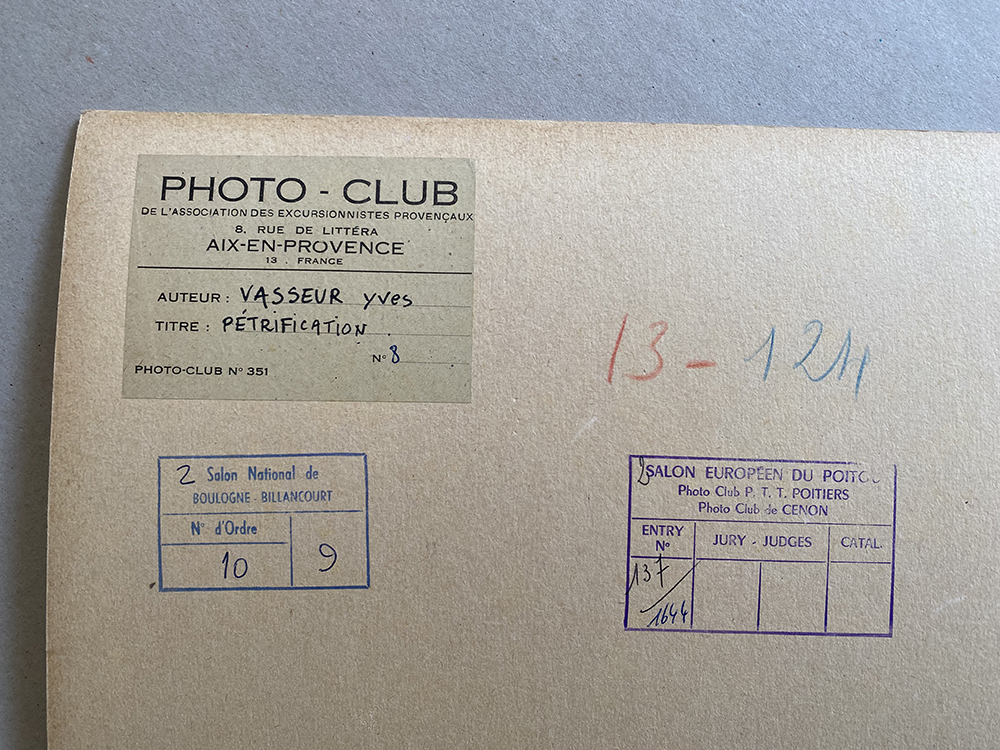 PHOTO - CLUB
DE L'ASSOCIATION DES EXCURSIONNISTES PROVENÇAUX
8, RUE DE LITTÉRA
AIX-EN-PROVENCE
13 . FRANCE
AUTEUR : VASSEUR yves
TITRE : PÉTRIFICATION
N° 8
PHOTO-CLUB N° 351
13 - 124
2 Salon National de
BOULOGNE - BILLANCOURT
N° d'Ordre
10
9
2 SALON EUROPÉEN DU POITOU
Photo Club P. T. T. POITIERS
Photo Club de CENON
ENTRY N°
JURY - JUDGES
CATAL.
137
1644